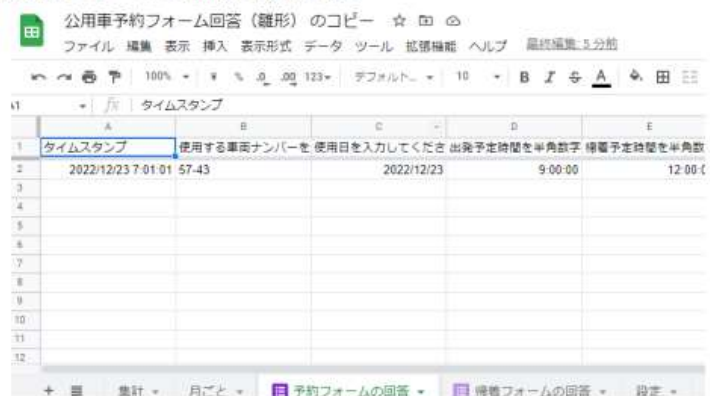 公用車予約フォーム回答（雛形）のコピー
ファイル 編集 表示 挿入 表示形式 データ ツール 拡張機能 ヘルプ 最終編集: 5 分前
100% ¥ % .0 .00 123 デフォルト... 10 B I S A
A1 fx タイムスタンプ
A B C D E
1 タイムスタンプ 使用する車両ナンバーを 使用日を入力してくださ 出発予定時間を半角数字 帰着予定時間を半角数
2 2022/12/23 7:01:01 57-43 2022/12/23 9:00:00 12:00:0
3
4
5
6
7
8
9
10
11
12
+ 集計 月ごと 予約フォームの回答 帰着フォームの回答 設定